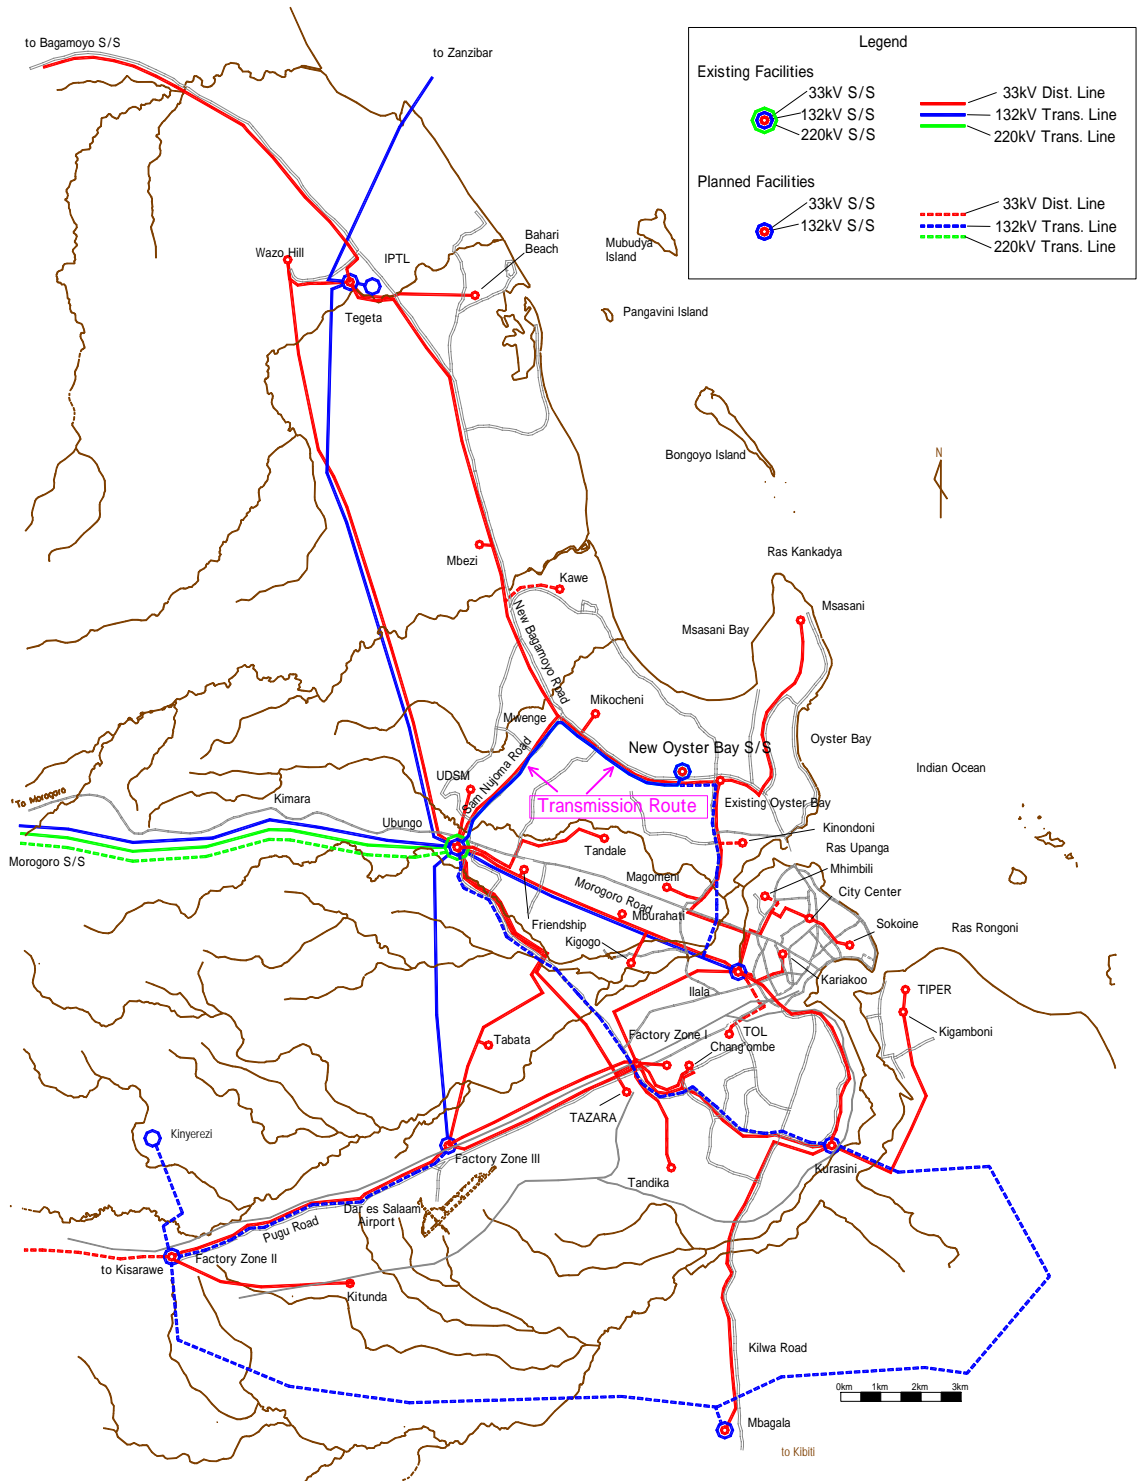 to Bagamoyo S/S
to Zanzibar
Legend
Existing Facilities
33kV S/S
132kV S/S
220kV S/S
33kV Dist. Line
132kV Trans. Line
220kV Trans. Line
Planned Facilities
33kV S/S
132kV S/S
33kV Dist. Line
132kV Trans. Line
220kV Trans. Line
Wazo Hill
IPTL
Bahari
Beach
Mubudya
Island
Tegeta
Pangavini Island
Bongoyo Island
N
Mbezi
Ras Kankadya
Kawe
Msasani
New Bagamoyo Road
Msasani Bay
Mikocheni
Mwenge
Oyster Bay
New Oyster Bay S/S
Sam Nujoma Road
UDSM
Indian Ocean
To Morogoro
Kimara
Transmission Route
Existing Oyster Bay
Ubungo
Kinondoni
Morogoro S/S
Tandale
Ras Upanga
Mhimbili
Magomeni
Morogoro Road
City Center
Mburahati
Friendship
Sokoine
Ras Rongoni
Kigogo
Kariakoo
Ilala
TIPER
Factory Zone I
TOL
Kigamboni
Tabata
Chang'ombe
TAZARA
Kinyerezi
Factory Zone III
Kurasini
Tandika
Dar es Salaam
Airport
Pugu Road
Factory Zone II
to Kisarawe
Kitunda
Kilwa Road
0km
1km
2km
3km
Mbagala
to Kibiti